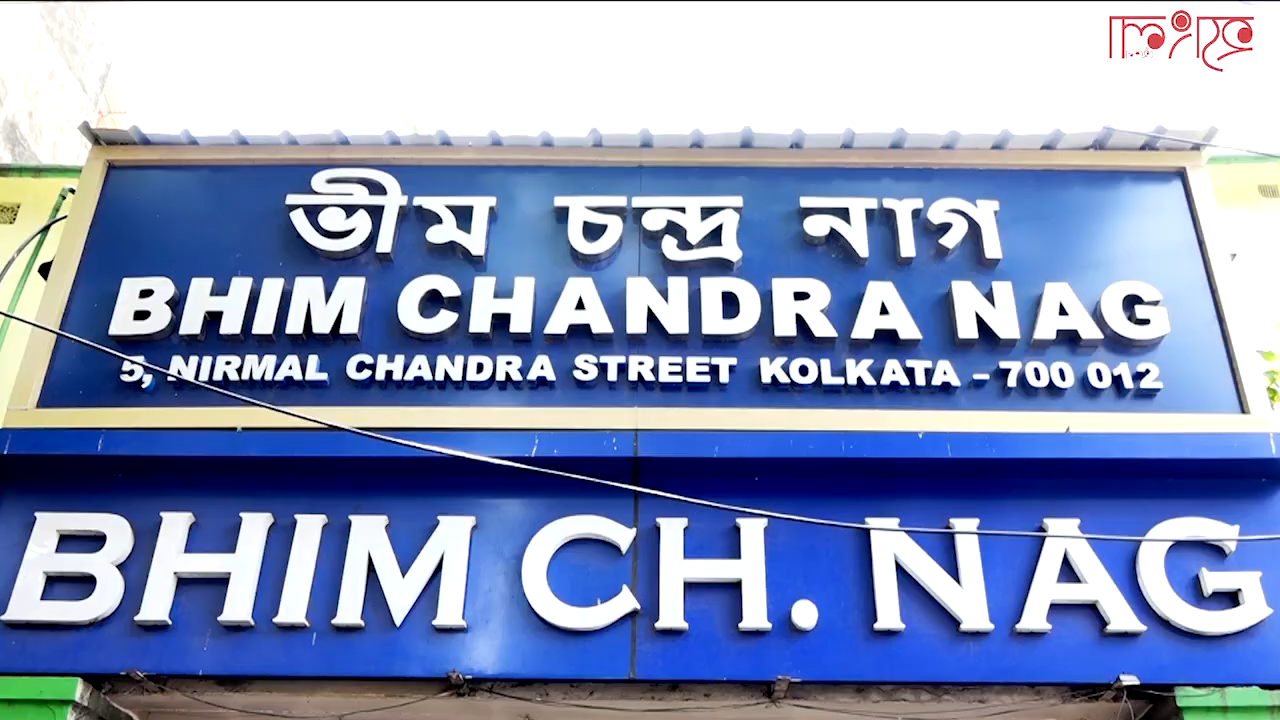 ভীম চন্দ্র নাগ
BHIM CHANDRA NAG
5, NIRMAL CHANDRA STREET KOLKATA - 700 012
BHIM CH. NAG